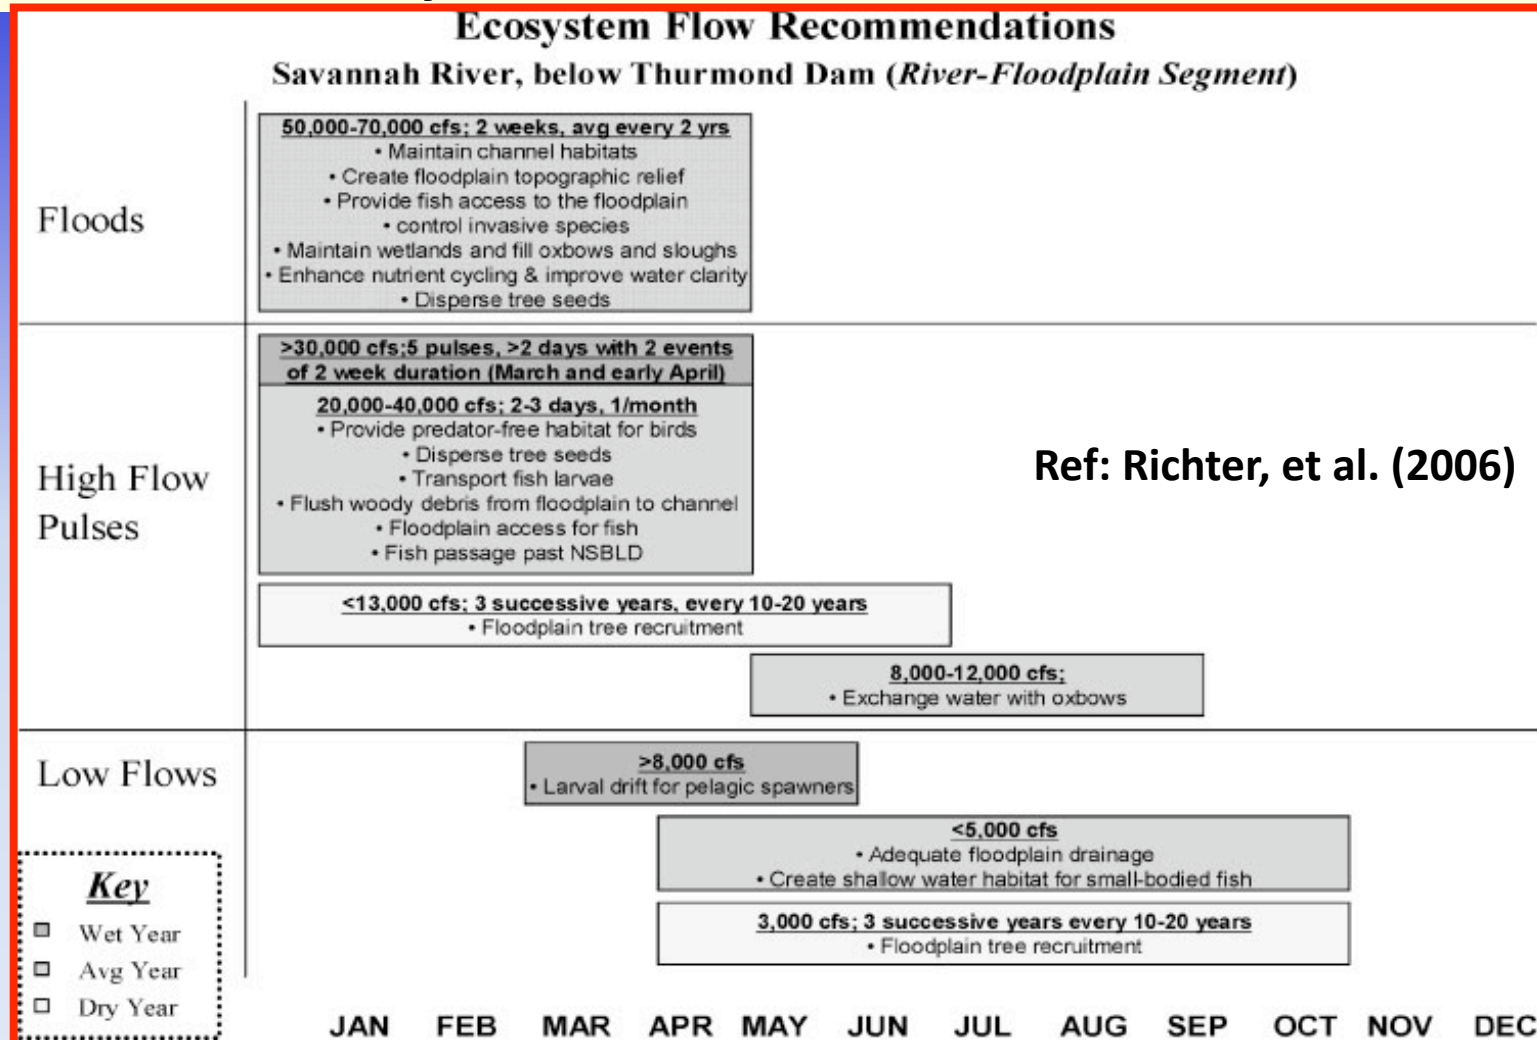 Ecosystem Flow Recommendations
Savannah River, below Thurmond Dam (River-Floodplain Segment)
Floods
50,000-70,000 cfs; 2 weeks, avg every 2 yrs
• Maintain channel habitats
• Create floodplain topographic relief
• Provide fish access to the floodplain
• control invasive species
• Maintain wetlands and fill oxbows and sloughs
• Enhance nutrient cycling & improve water clarity
• Disperse tree seeds
High Flow
Pulses
>30,000 cfs;5 pulses, >2 days with 2 events
of 2 week duration (March and early April)
20,000-40,000 cfs; 2-3 days, 1/month
• Provide predator-free habitat for birds
• Disperse tree seeds
• Transport fish larvae
• Flush woody debris from floodplain to channel
• Floodplain access for fish
• Fish passage past NSBLD
Ref: Richter, et al. (2006)
<13,000 cfs; 3 successive years, every 10-20 years
• Floodplain tree recruitment
8,000-12,000 cfs;
• Exchange water with oxbows
Low Flows
>8,000 cfs
• Larval drift for pelagic spawners
<5,000 cfs
• Adequate floodplain drainage
• Create shallow water habitat for small-bodied fish
3,000 cfs; 3 successive years every 10-20 years
• Floodplain tree recruitment
Key
Wet Year
Avg Year
Dry Year
JAN FEB MAR APR MAY JUN JUL AUG SEP OCT NOV DEC